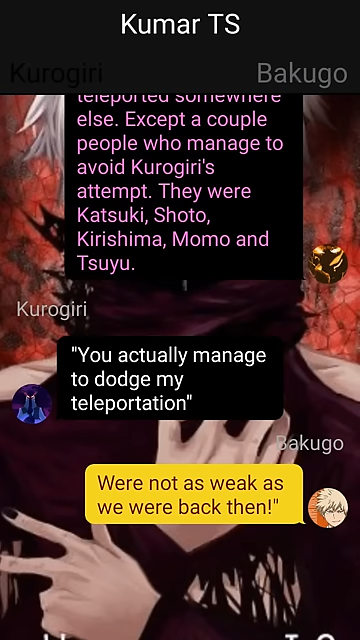 Kumar TS
Kurogiri
Bakugo
teleported somewhere
else. Except a couple
people who manage to
avoid Kurogiri's
attempt. They were
Katsuki, Shoto,
Kirishima, Momo and
Tsuyu.
Kurogiri
"You actually manage
to dodge my
teleportation"
Bakugo
Were not as weak as
we were back then!"